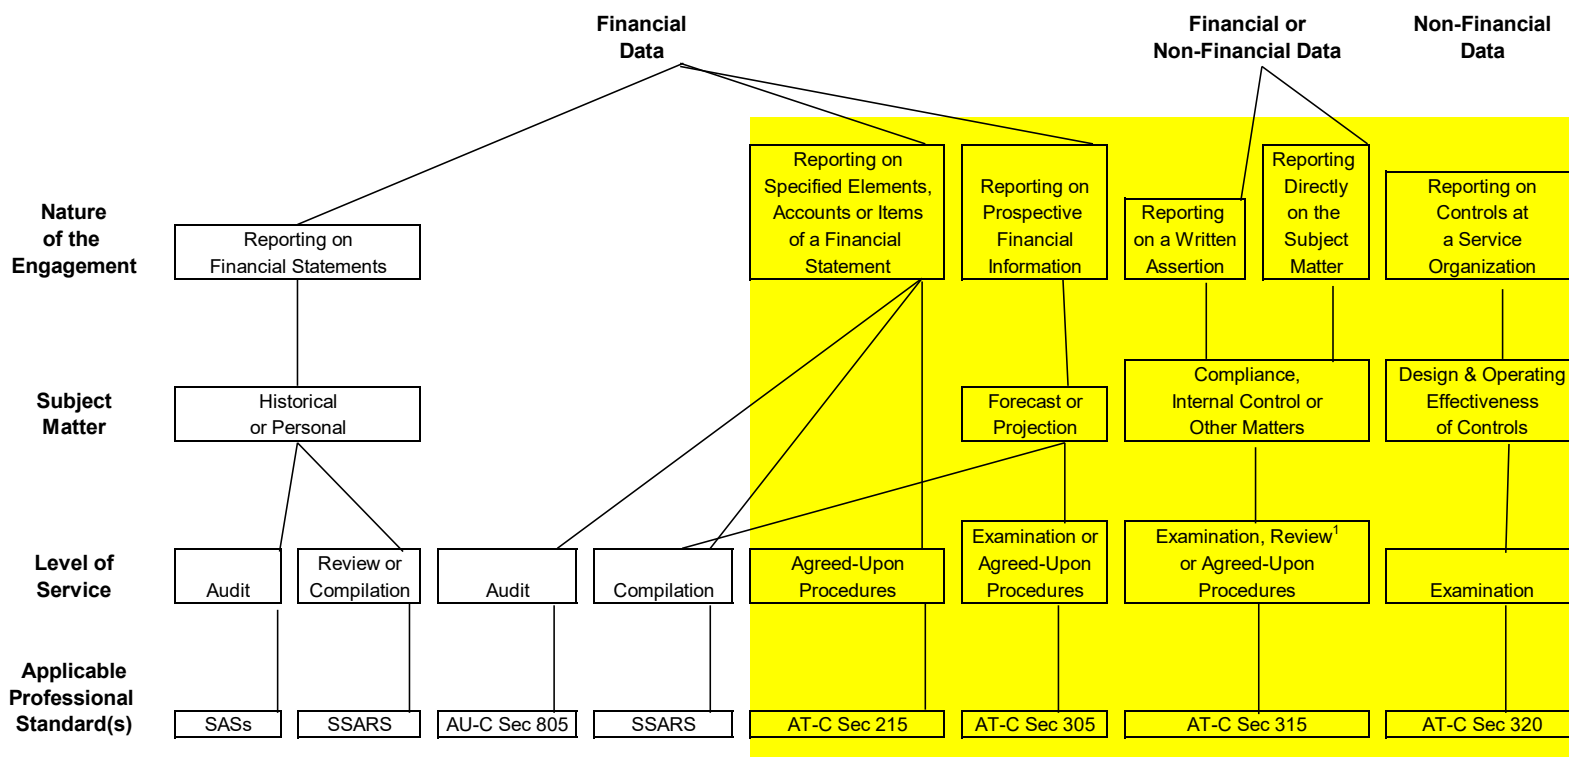 Financial
Data
Financial or
Non-Financial Data
Non-Financial
Data
Nature
of the
Engagement
Reporting on
Financial Statements
Reporting on
Specified Elements,
Accounts or Items
of a Financial
Statement
Reporting on
Prospective
Financial
Information
Reporting
on a Written
Assertion
Reporting
Directly
on the
Subject
Matter
Reporting on
Controls at
a Service
Organization
Subject
Matter
Historical
or Personal
Forecast or
Projection
Compliance,
Internal Control or
Other Matters
Design & Operating
Effectiveness
of Controls
Level of
Service
Audit
Review or
Compilation
Audit
Compilation
Agreed-Upon
Procedures
Examination or
Agreed-Upon
Procedures
Examination, Review¹
or Agreed-Upon
Procedures
Examination
Applicable
Professional
Standard(s)
SASs
SSARS
AU-C Sec 805
SSARS
AT-C Sec 215
AT-C Sec 305
AT-C Sec 315
AT-C Sec 320